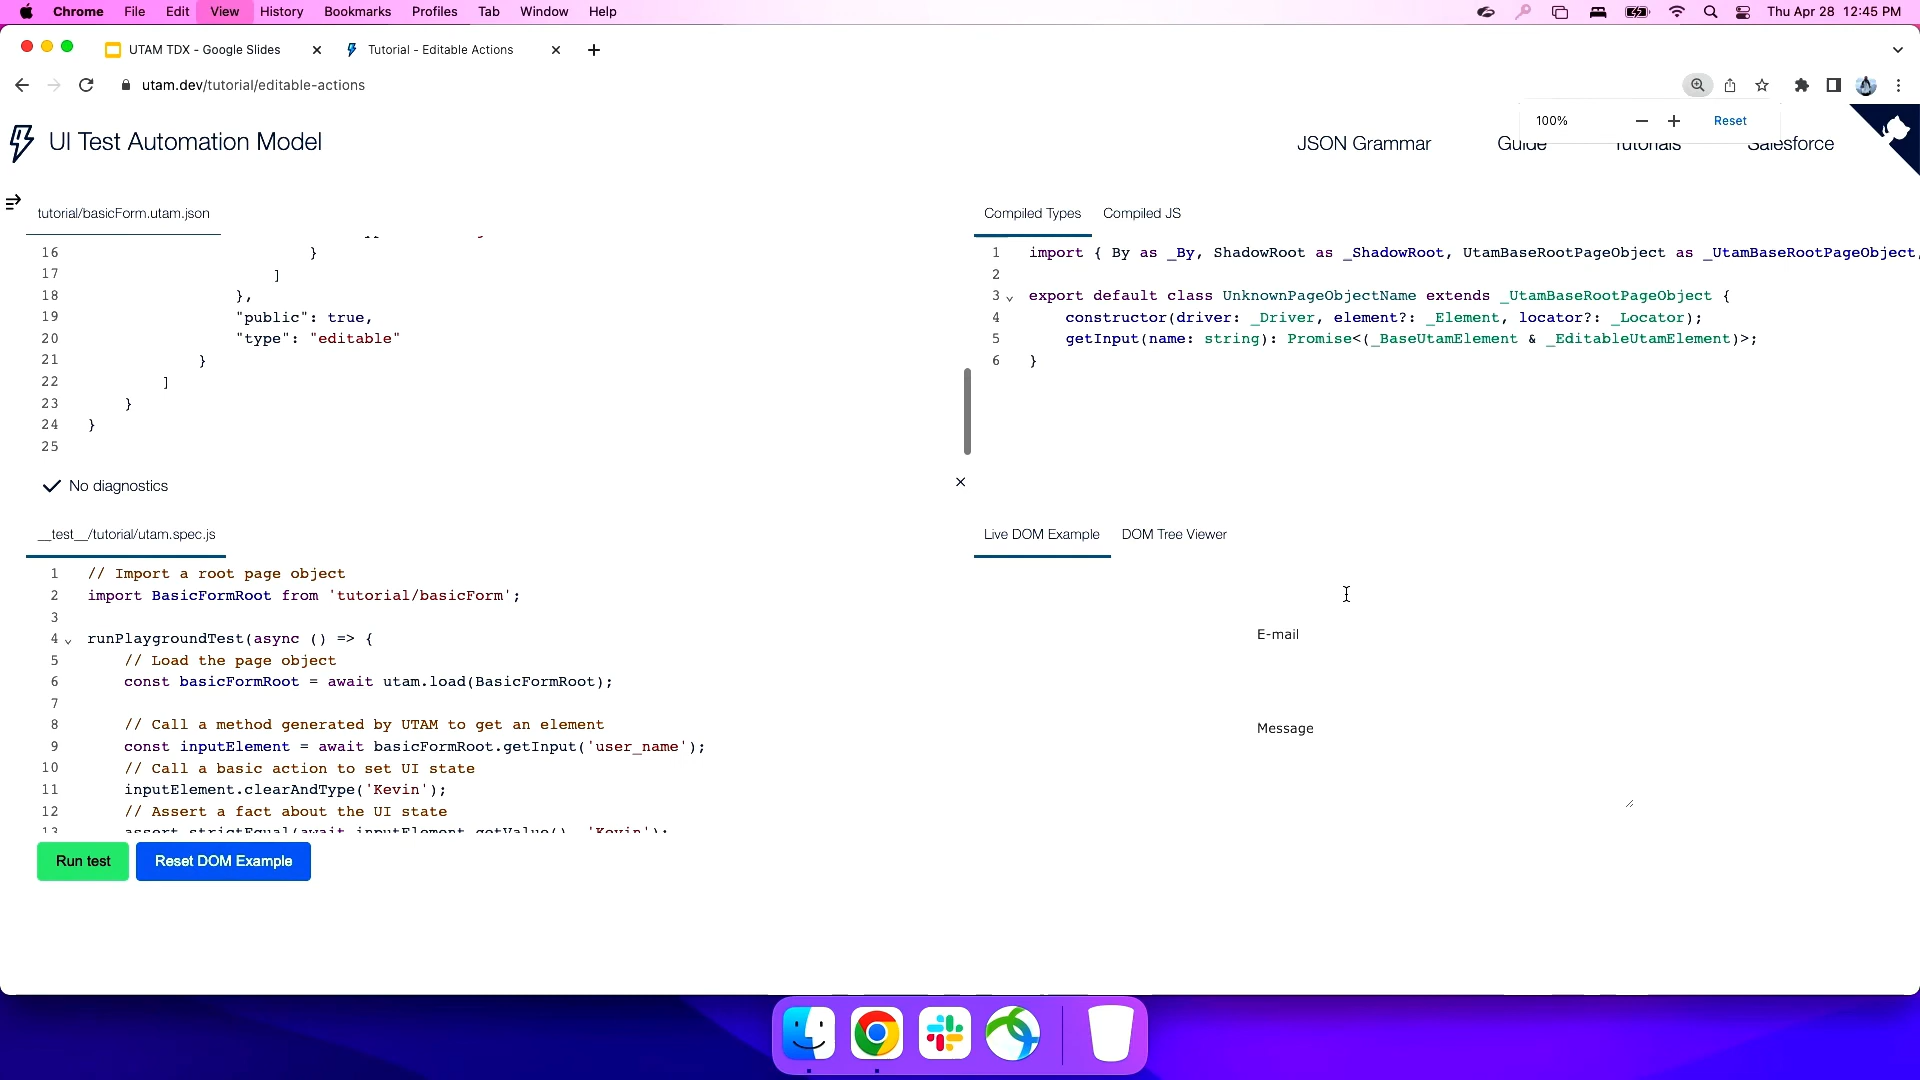 Chrome File Edit View History Bookmarks Profiles Tab Window Help Thu Apr 28 12:45 PM
UTAM TDX - Google Slides Tutorial - Editable Actions
utam.dev/tutorial/editable-actions
100% Reset
UI Test Automation Model JSON Grammar Guide Tutorials Salesforce
tutorial/basicForm.utam.json
16 }
17 ]
18 },
19 "public": true,
20 "type": "editable"
21 }
22 ]
23 }
24 }
25
No diagnostics
Compiled Types Compiled JS
1 import { By as _By, ShadowRoot as _ShadowRoot, UtamBaseRootPageObject as _UtamBaseRootPageObject,
2
3 export default class UnknownPageObjectName extends _UtamBaseRootPageObject {
4 constructor(driver: _Driver, element?: _Element, locator?: _Locator);
5 getInput(name: string): Promise<(_BaseUtamElement & _EditableUtamElement)>;
6 }
__test__/tutorial/utam.spec.js
1 // Import a root page object
2 import BasicFormRoot from 'tutorial/basicForm';
3
4 runPlaygroundTest(async () => {
5 // Load the page object
6 const basicFormRoot = await utam.load(BasicFormRoot);
7
8 // Call a method generated by UTAM to get an element
9 const inputElement = await basicFormRoot.getInput('user_name');
10 // Call a basic action to set UI state
11 inputElement.clearAndType('Kevin');
12 // Assert a fact about the UI state
13 assert.strictEqual(await inputElement.getValue(), 'Kevin');
Run test Reset DOM Example
Live DOM Example DOM Tree Viewer
E-mail
Message